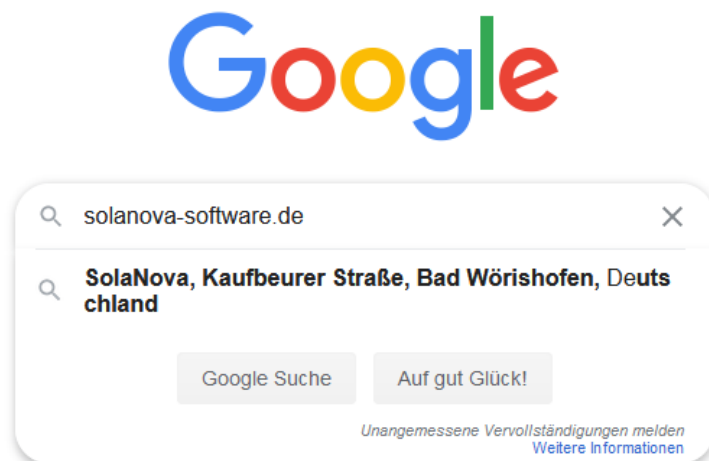 Google
solanova-software.de
SolaNova, Kaufbeurer Straße, Bad Wörishofen, Deuts
chland
Google Suche
Auf gut Glück!
Unangemessene Vervollständigungen melden
Weitere Informationen